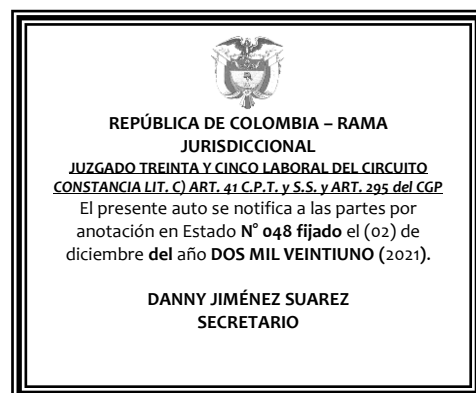 REPÚBLICA DE COLOMBIA – RAMA
JURISDICCIONAL
JUZGADO TREINTA Y CINCO LABORAL DEL CIRCUITO
CONSTANCIA LIT. C) ART. 41 C.P.T. y S.S. y ART. 295 del CGP
El presente auto se notifica a las partes por
anotación en Estado N° 048 fijado el (02) de
diciembre del año DOS MIL VEINTIUNO (2021).
DANNY JIMÉNEZ SUAREZ
SECRETARIO